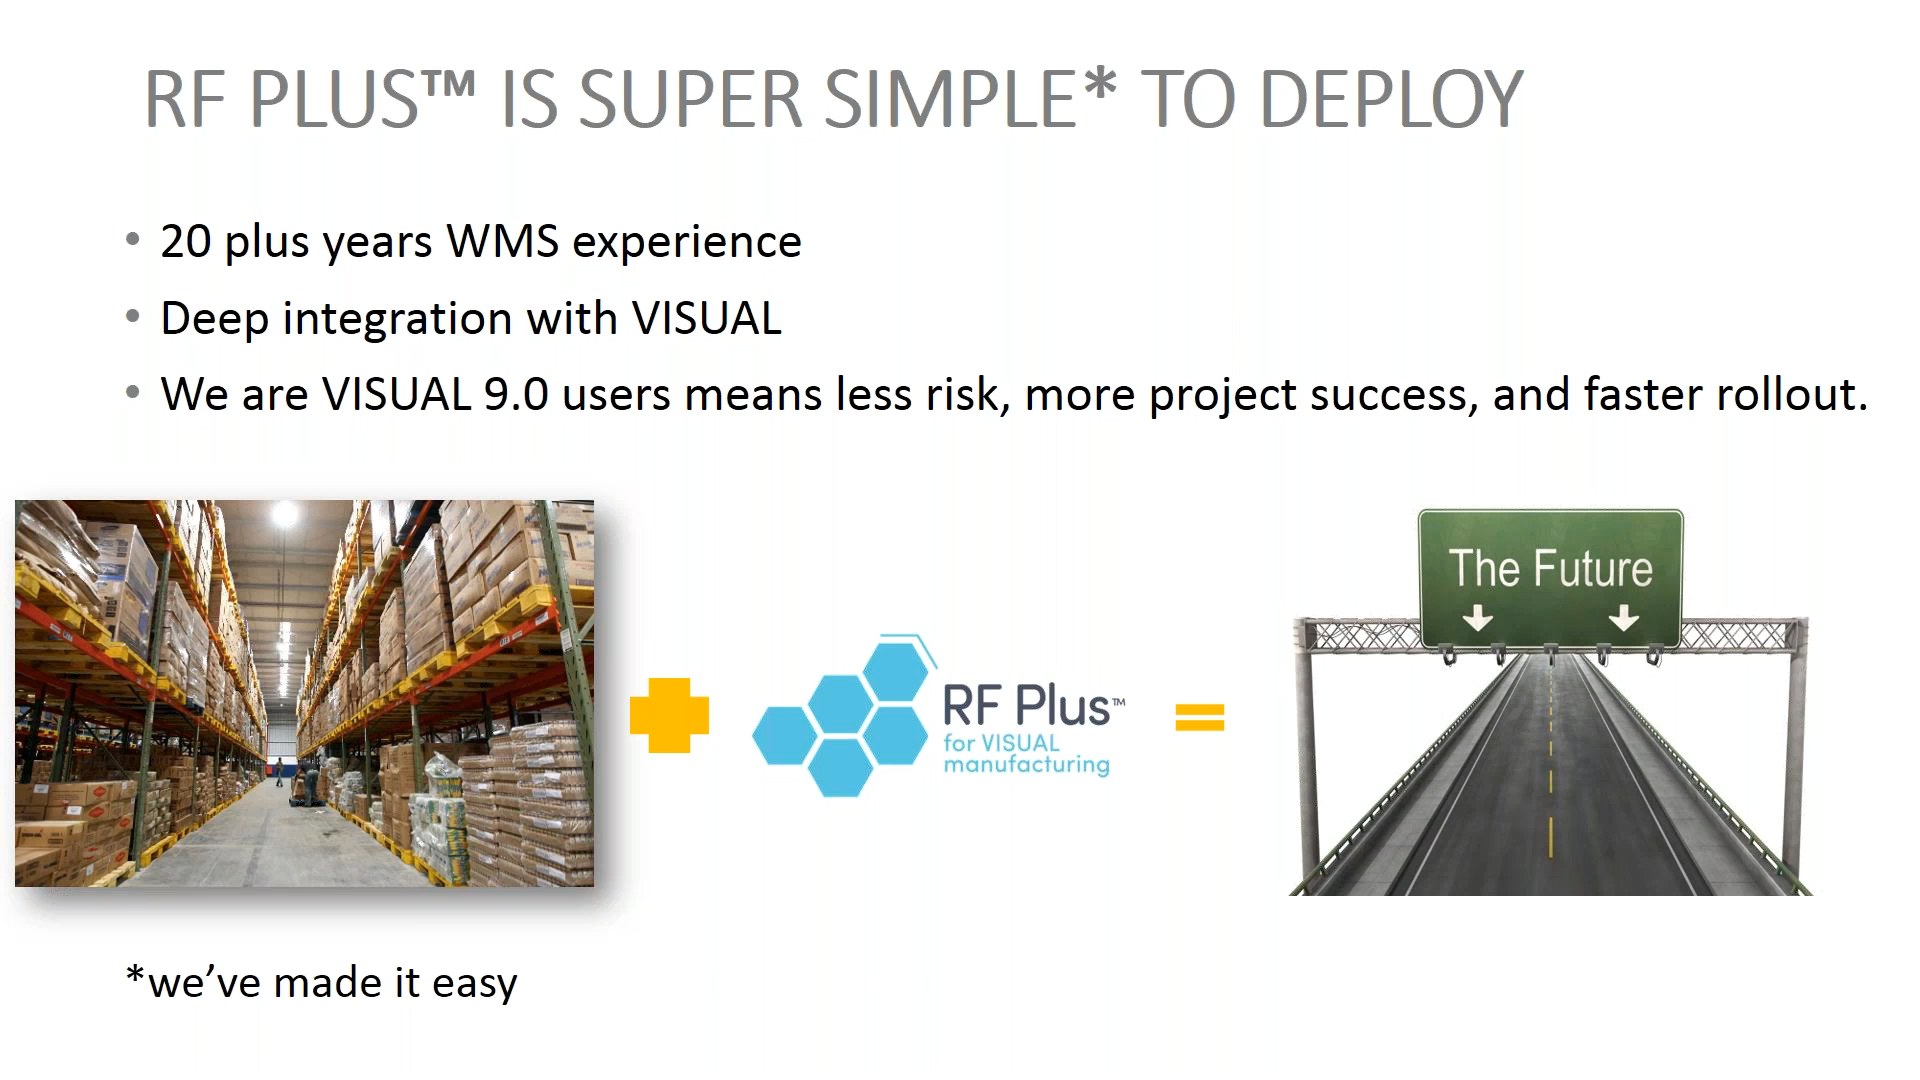 RF PLUS™ IS SUPER SIMPLE* TO DEPLOY
• 20 plus years WMS experience
• Deep integration with VISUAL
• We are VISUAL 9.0 users means less risk, more project success, and faster rollout.
The Future
RF Plus™
for VISUAL
manufacturing
*we’ve made it easy